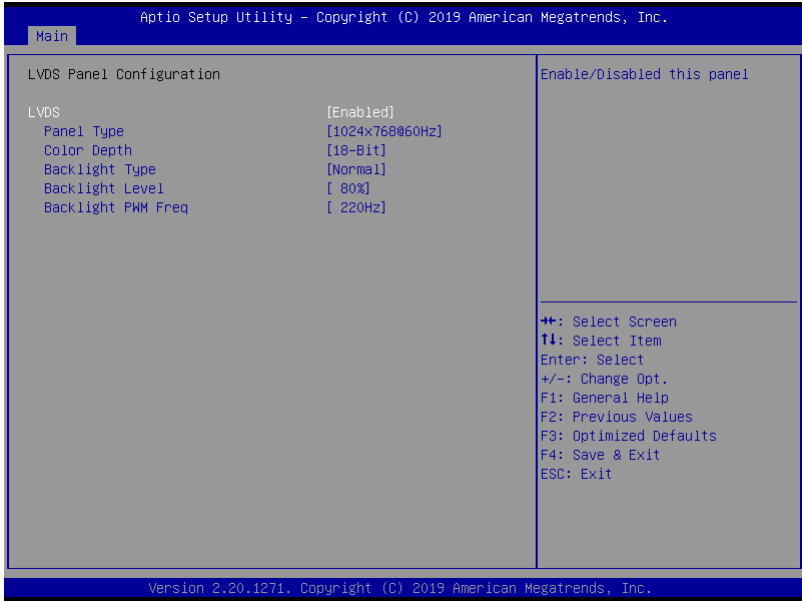 Aptio Setup Utility – Copyright (C) 2019 American Megatrends, Inc.
Main
LVDS Panel Configuration
LVDS [Enabled]
Panel Type [1024x768@60Hz]
Color Depth [18-Bit]
Backlight Type [Normal]
Backlight Level [ 80%]
Backlight PWM Freq [ 220Hz]
Enable/Disabled this panel
→←: Select Screen
↑↓: Select Item
Enter: Select
+/-: Change Opt.
F1: General Help
F2: Previous Values
F3: Optimized Defaults
F4: Save & Exit
ESC: Exit
Version 2.20.1271. Copyright (C) 2019 American Megatrends, Inc.